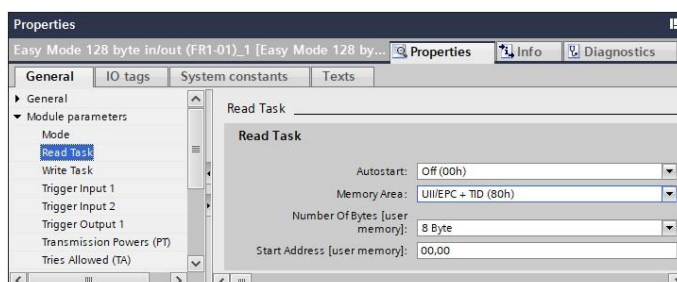 Properties
Easy Mode 128 byte in/out (FR1-01)_1 [Easy Mode 128 by... Properties Info Diagnostics
General IO tags System constants Texts
General
Module parameters
Mode
Read Task
Write Task
Trigger Input 1
Trigger Input 2
Trigger Output 1
Transmission Powers (PT)
Tries Allowed (TA)
Read Task
Read Task
Autostart: Off (00h)
Memory Area: UII/EPC + TID (80h)
Number Of Bytes [user
memory]: 8 Byte
Start Address [user memory]: 00,00